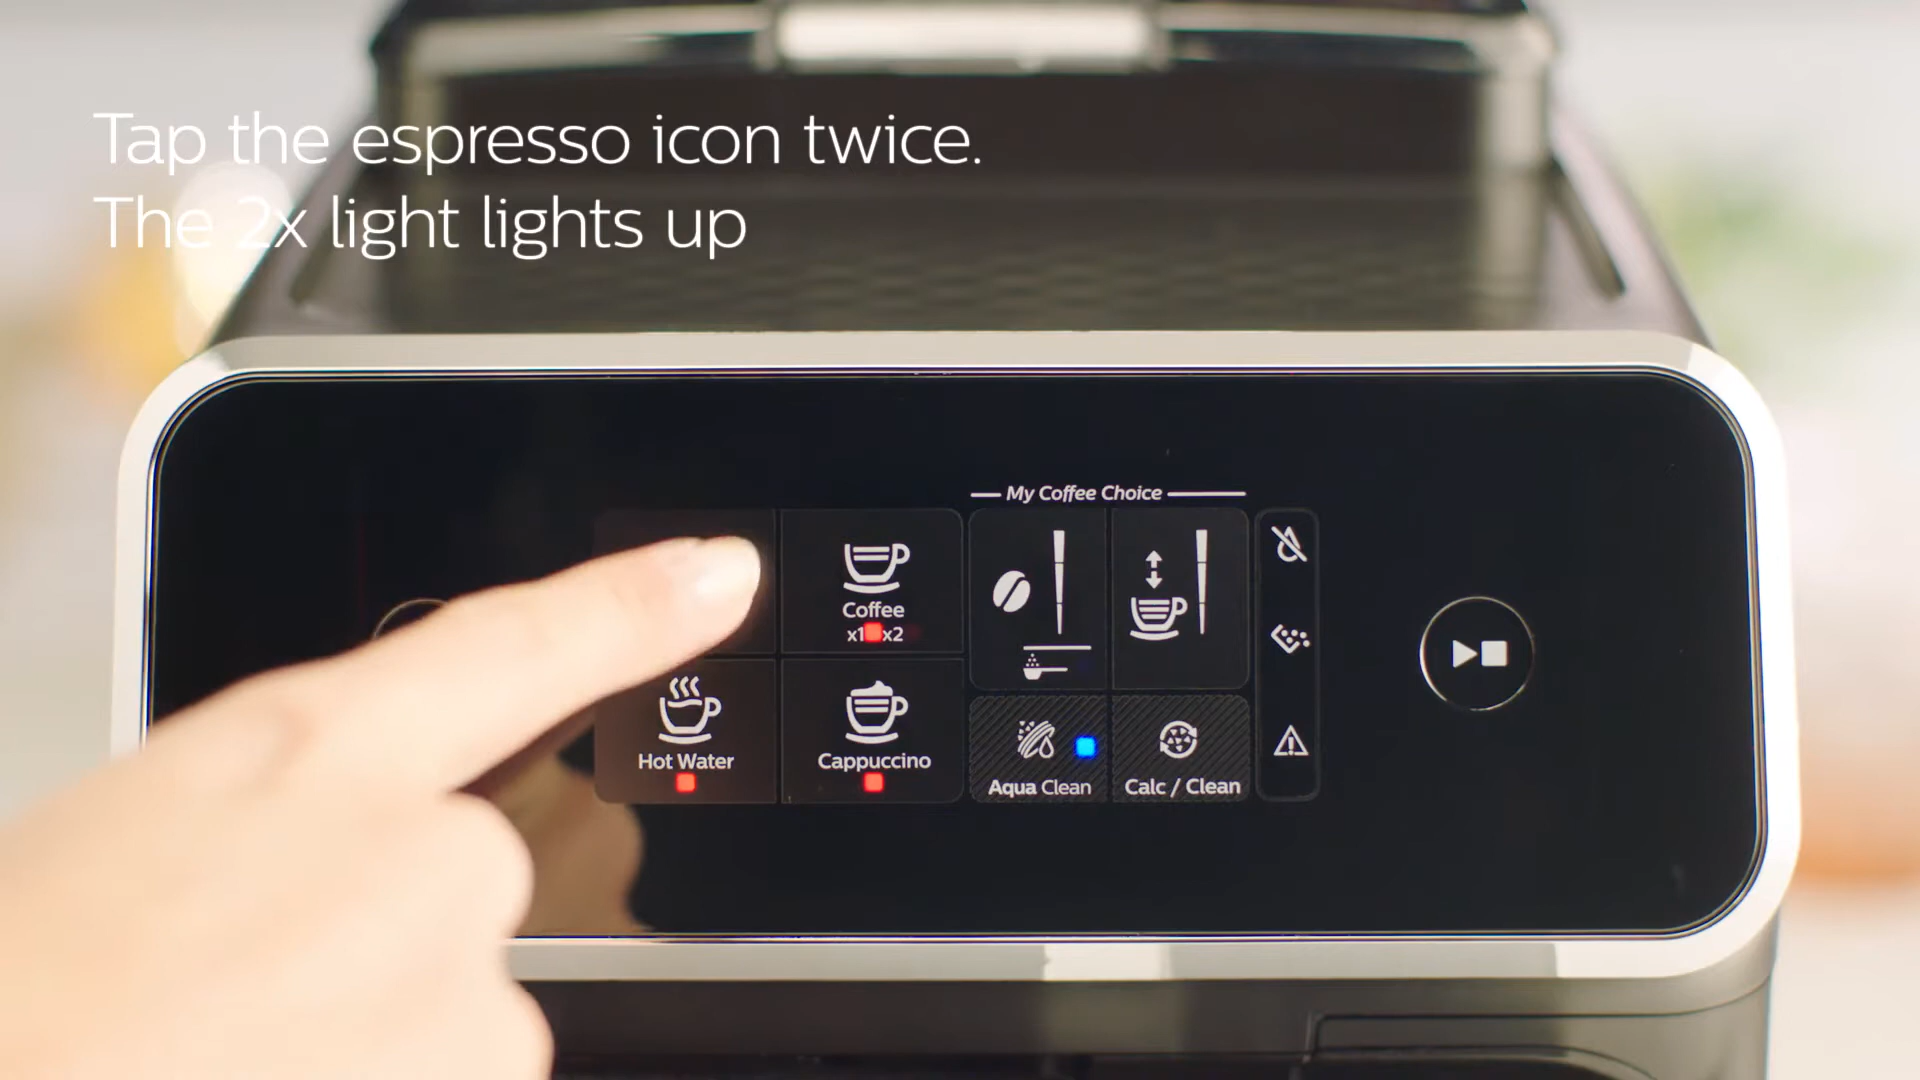 Tap the espresso icon twice.
The 2x light lights up
My Coffee Choice
Coffee
x1 x2
Hot Water
Cappuccino
Aqua Clean
Calc / Clean